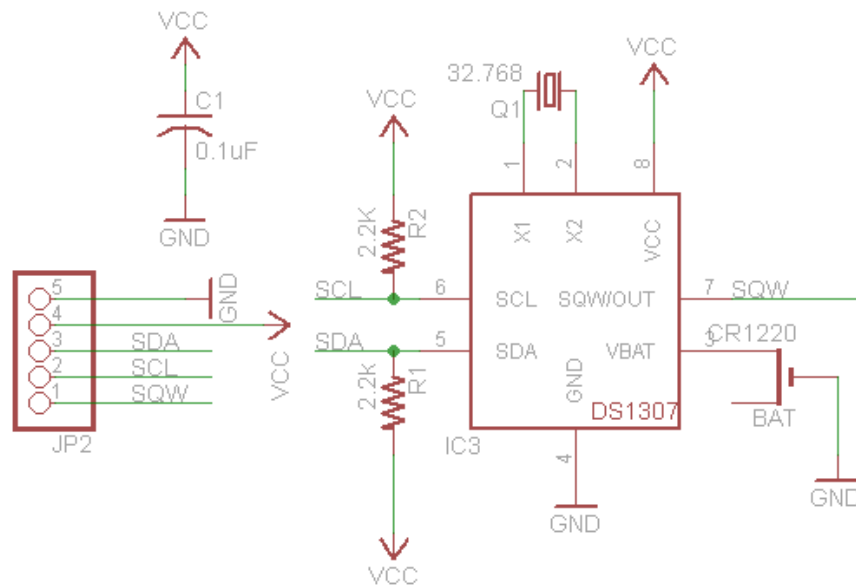 VCC
C1
0.1uF
GND
VCC
2.2K
R2
32.768
Q1
VCC
1
2
8
X1
X2
VCC
SCL
6
SCL
SQW/OUT
7
SQW
SDA
5
SDA
VBAT
3
CR1220
GND
DS1307
BAT
2.2k
R1
IC3
4
GND
GND
VCC
5
GND
4
VCC
3
SDA
2
SCL
1
SQW
JP2